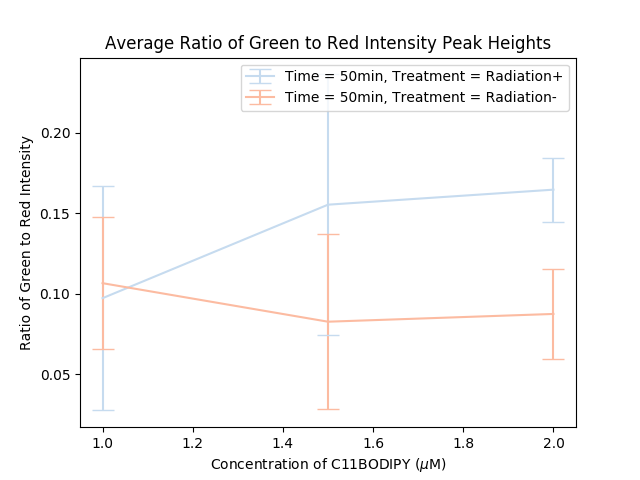 Average Ratio of Green to Red Intensity Peak Heights
Time = 50min, Treatment = Radiation+
Time = 50min, Treatment = Radiation-
Ratio of Green to Red Intensity
0.20
0.15
0.10
0.05
1.0 1.2 1.4 1.6 1.8 2.0
Concentration of C11BODIPY (μM)